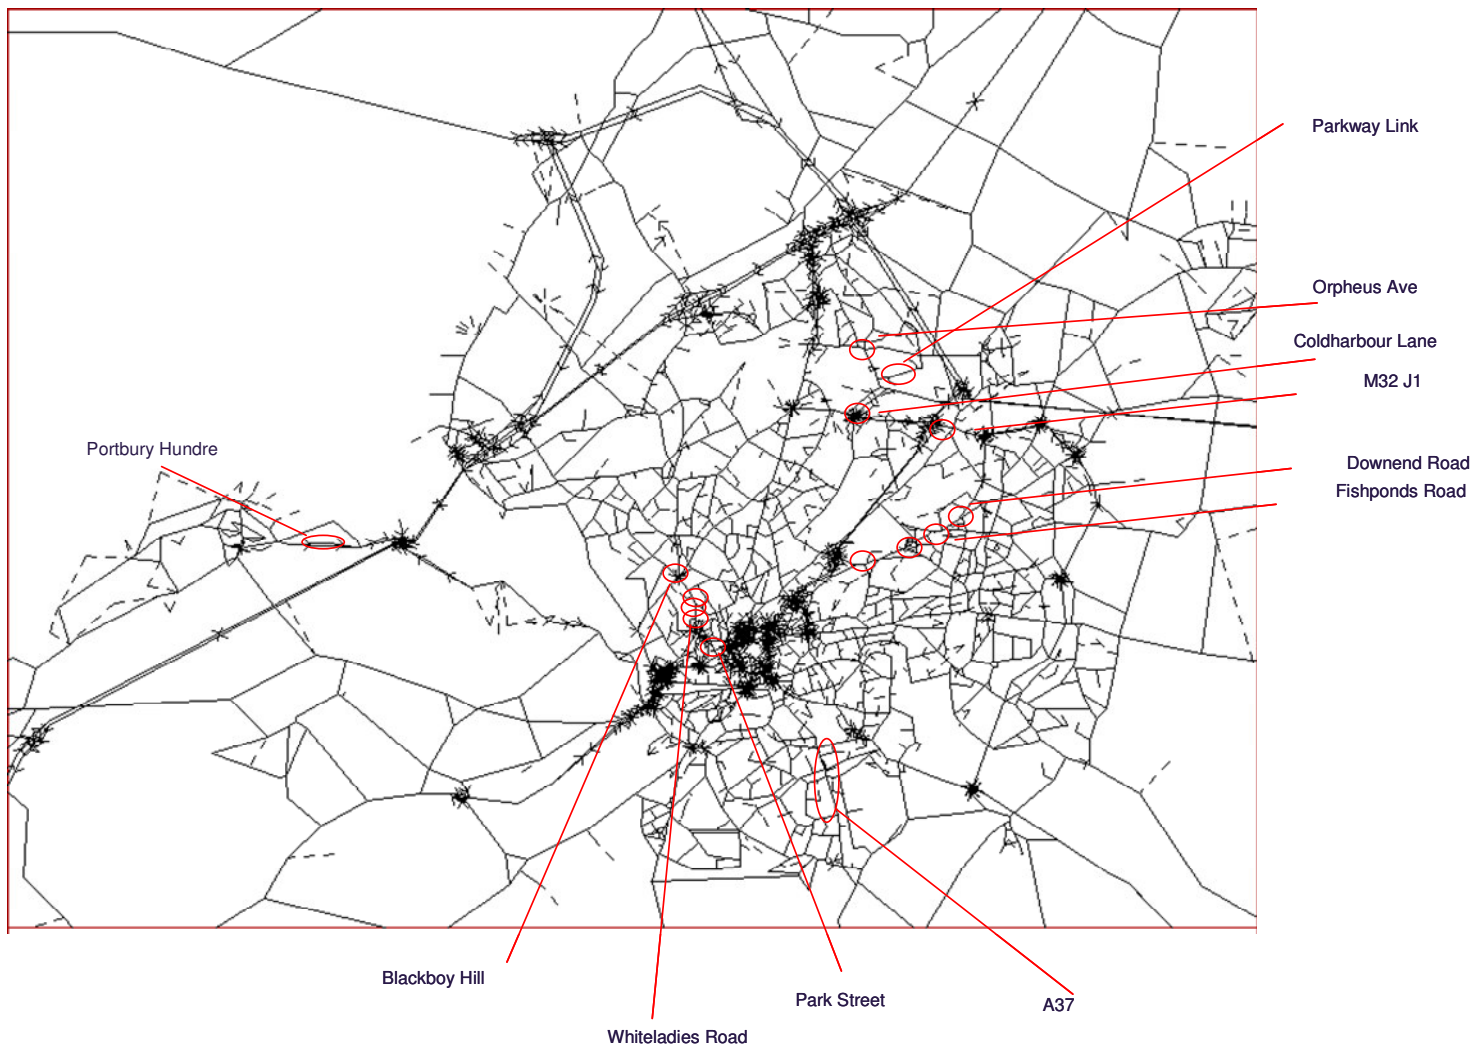 Parkway Link
Orpheus Ave
Coldharbour Lane
M32 J1
Portbury Hundre
Downend Road
Fishponds Road
Blackboy Hill
Park Street
A37
Whiteladies Road